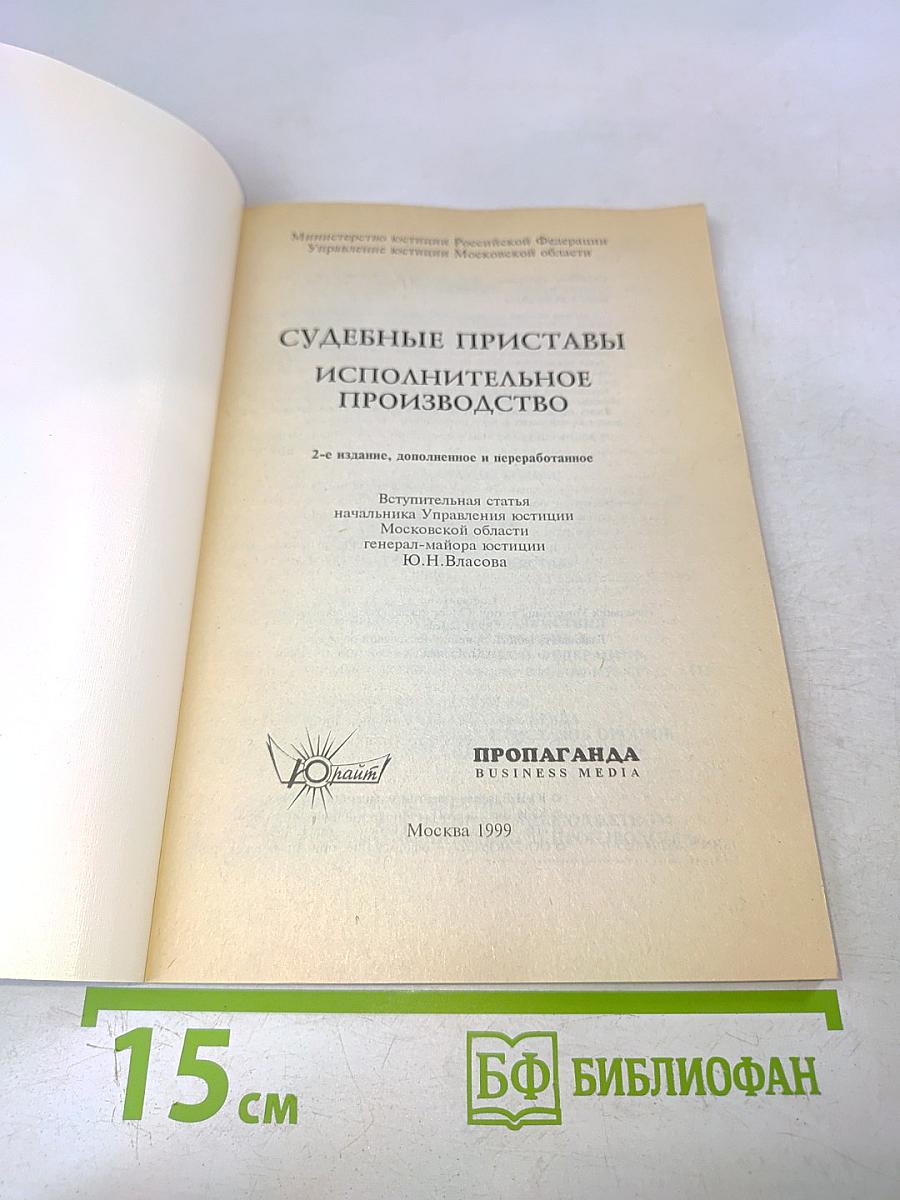 Министерство юстиции Российской Федерации
Управление юстиции Московской области
СУДЕБНЫЕ ПРИСТАВЫ
ИСПОЛНИТЕЛЬНОЕ
ПРОИЗВОДСТВО
2-е издание, дополненное и переработанное
Вступительная статья
начальника Управления юстиции
Московской области
генерал-майора юстиции
Ю.Н.Власова
Юрайт
ПРОПАГАНДА
BUSINESS MEDIA
Москва 1999
15 см
БФ БИБЛИОФАН